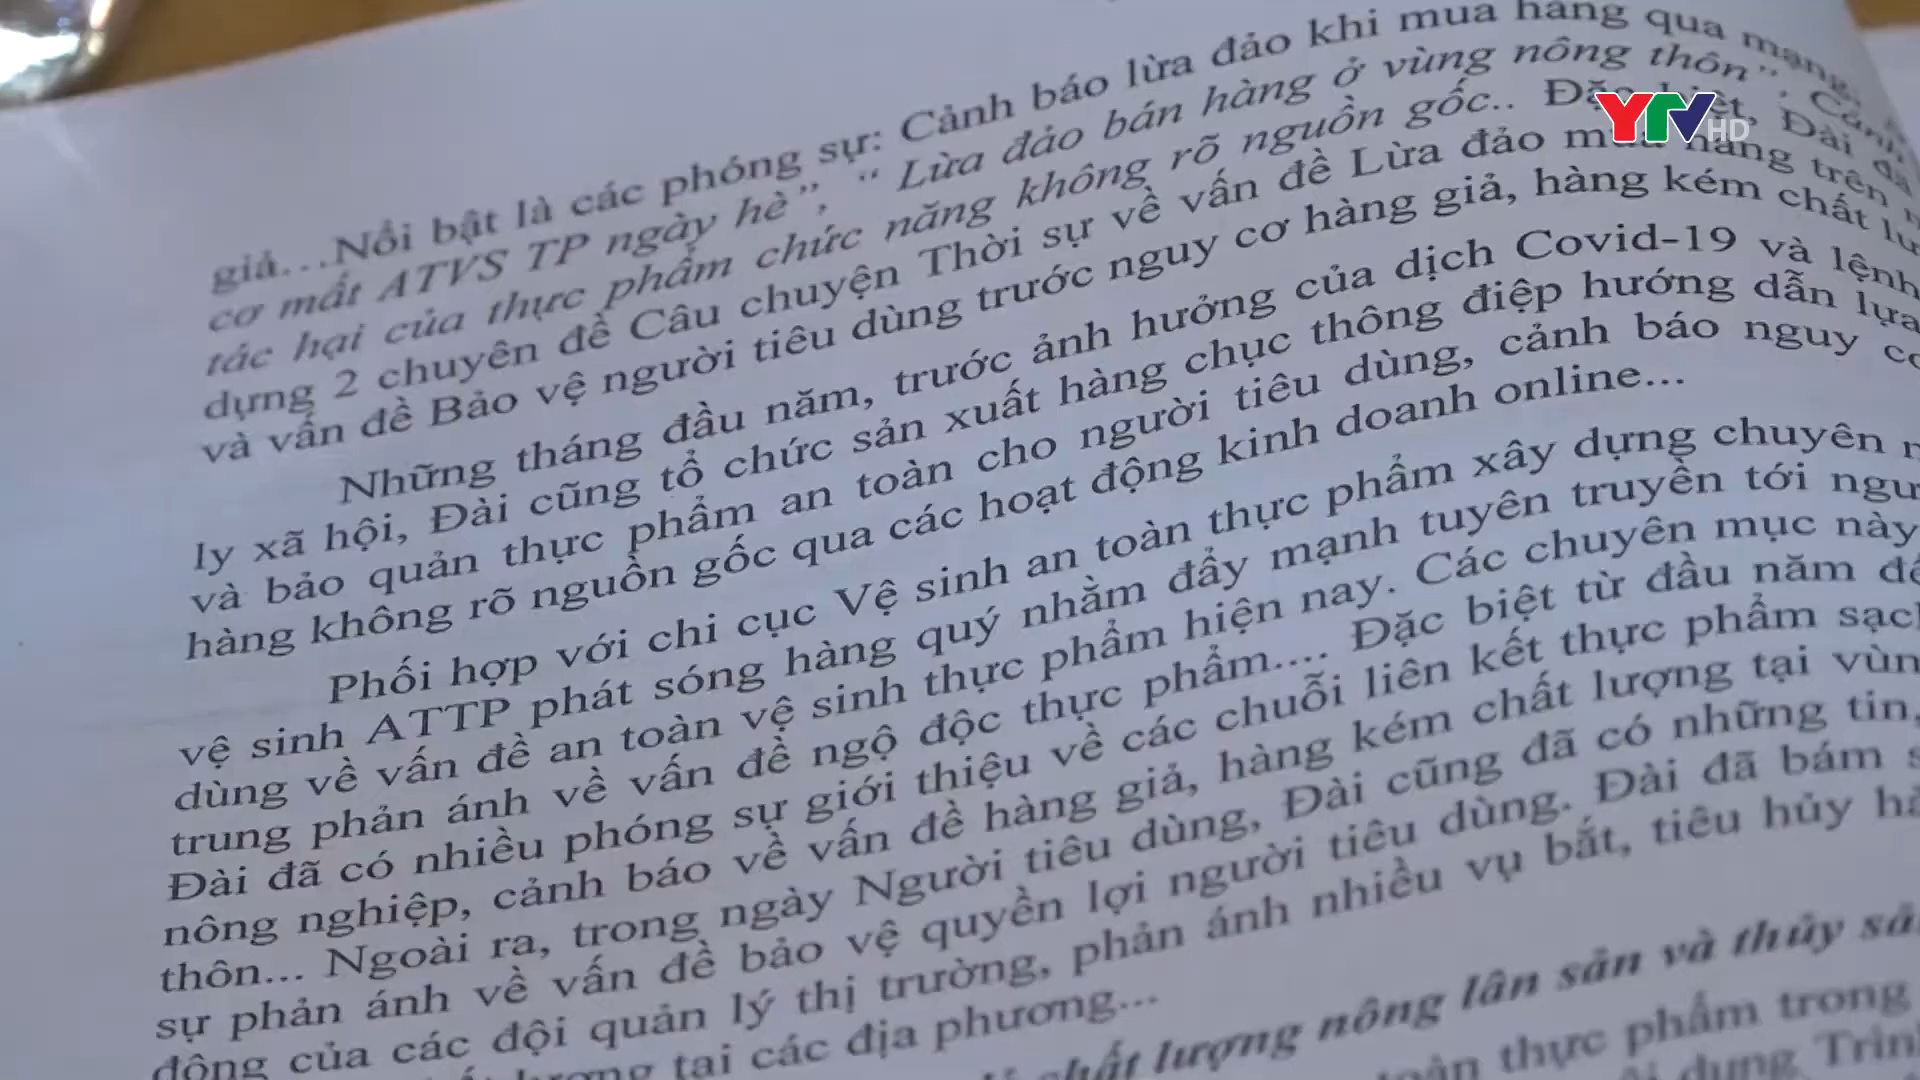 giả...Nổi bật là các phóng sự: Cảnh báo lừa đảo khi mua hàng qua mạng,
cơ mất ATVS TP ngày hè", " Lừa đảo bán hàng ở vùng nông thôn", Cảnh
tác hại của thực phẩm chức năng không rõ nguồn gốc.. Đặc biệt, Đài đã
dựng 2 chuyên đề Câu chuyện Thời sự về vấn đề Lừa đảo mua hàng trên
và vấn đề Bảo vệ người tiêu dùng trước nguy cơ hàng giả, hàng kém chất
Những tháng đầu năm, trước ảnh hưởng của dịch Covid-19 và lệnh
ly xã hội, Đài cũng tổ chức sản xuất hàng chục thông điệp hướng dẫn lựa
và bảo quản thực phẩm an toàn cho người tiêu dùng, cảnh báo nguy cơ
hàng không rõ nguồn gốc qua các hoạt động kinh doanh online...
Phối hợp với chi cục Vệ sinh an toàn thực phẩm xây dựng chuyên
vệ sinh ATTP phát sóng hàng quý nhằm đẩy mạnh tuyên truyền tới
dùng về vấn đề an toàn vệ sinh thực phẩm hiện nay. Các chuyên mục này
trung phản ánh về vấn đề ngộ độc thực phẩm.... Đặc biệt từ đầu năm
Đài đã có nhiều phóng sự giới thiệu về các chuỗi liên kết thực phẩm sạch
nông nghiệp, cảnh báo về vấn đề hàng giả, hàng kém chất lượng tại
thôn... Ngoài ra, trong ngày Người tiêu dùng, Đài cũng đã có những tin,
sự phản ánh về vấn đề bảo vệ quyền lợi người tiêu dùng. Đài đã bám
động của các đội quản lý thị trường, phản ánh nhiều vụ bắt, tiêu hủy
lượng tại các địa phương...
chất lượng nông lân sản và thủy
toàn thực phẩm trong
dung
YTV HD